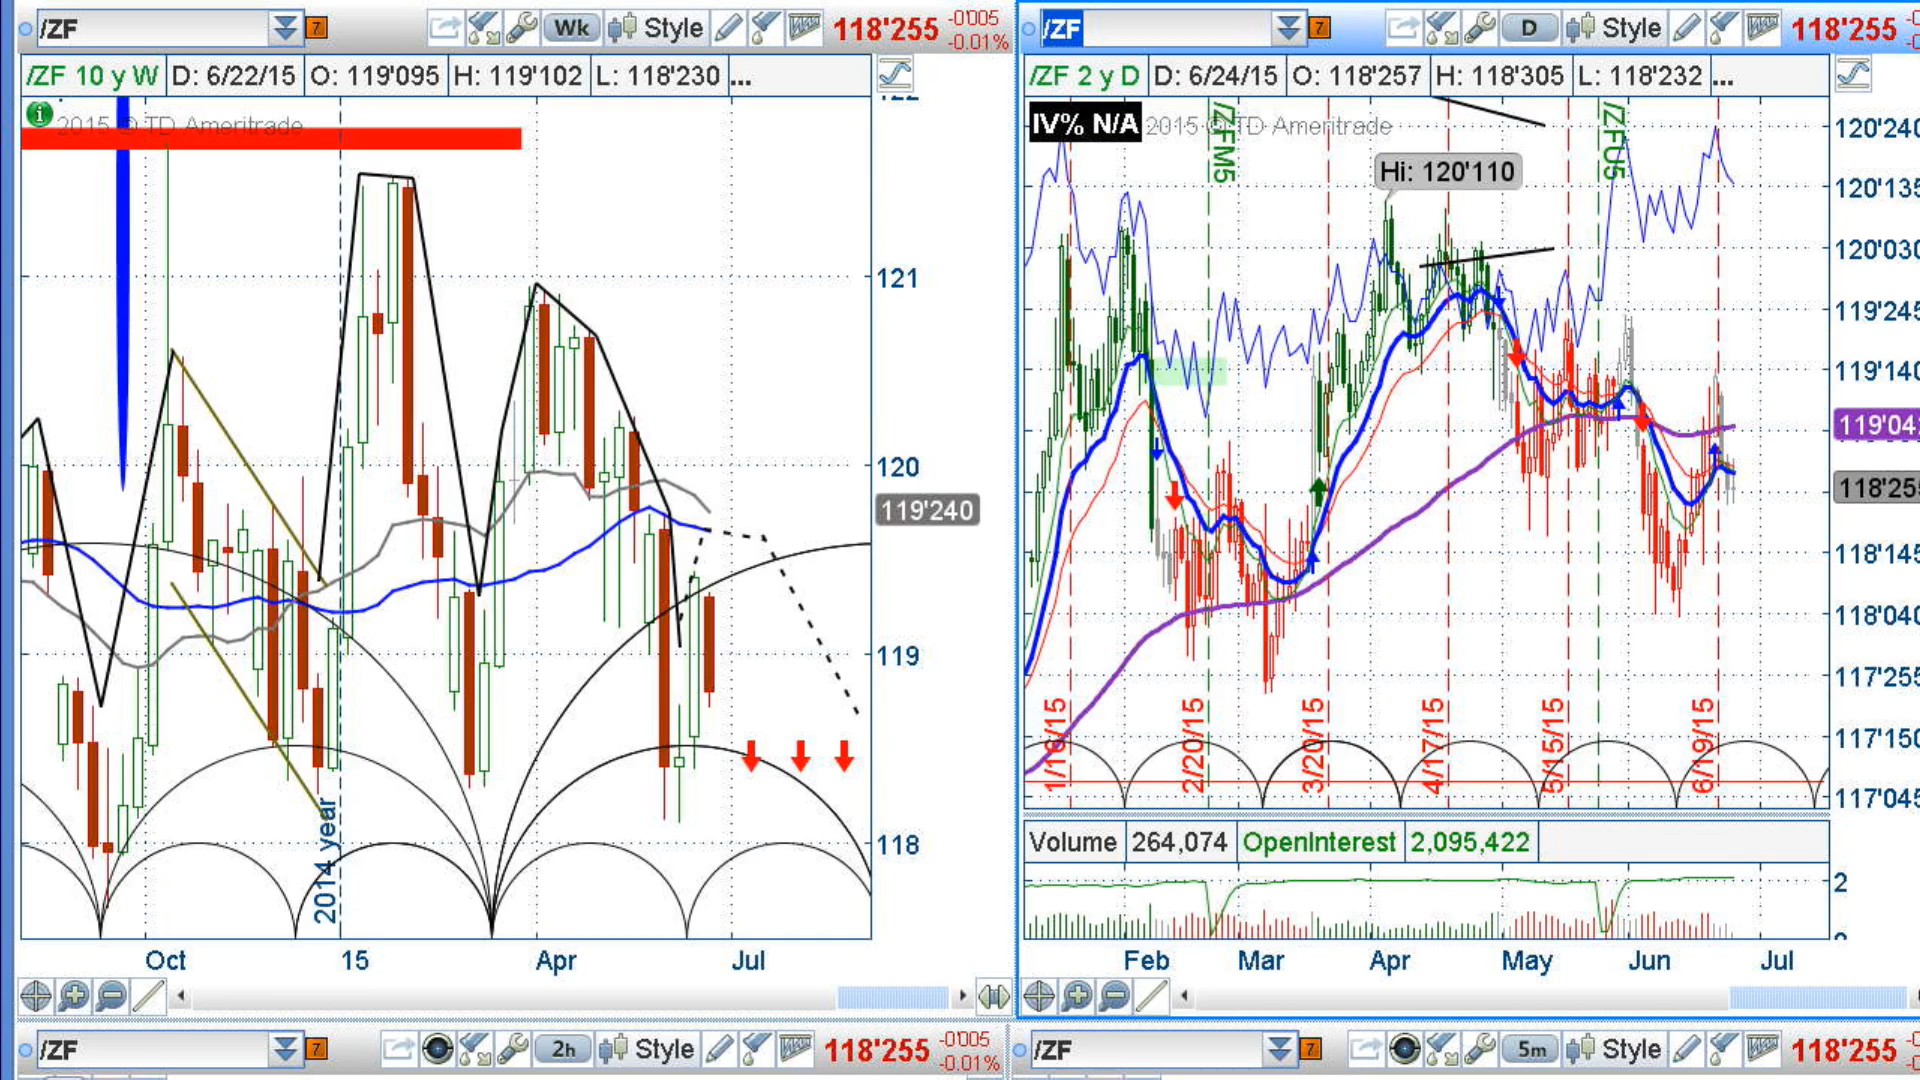 /ZF 7 Wk Style 118'255 -0'005 -0.01%
/ZF 10 y W D: 6/22/15 O: 119'095 H: 119'102 L: 118'230 ...
2015 © TD Ameritrade
122
121
120
119'240
119
118
2014 year
Oct 15 Apr Jul
/ZF 7 D Style 118'255
/ZF 2 y D D: 6/24/15 O: 118'257 H: 118'305 L: 118'232 ...
IV% N/A 2015 © TD Ameritrade
/ZFM5
/ZFU5
Hi: 120'110
120'240
120'135
120'030
119'245
119'140
119'04
118'25
118'145
118'040
117'255
117'150
117'045
1/16/15 2/20/15 3/20/15 4/17/15 5/15/15 6/19/15
Volume 264,074 OpenInterest 2,095,422
2
0
Feb Mar Apr May Jun Jul
/ZF 7 2h Style 118'255 -0'005 -0.01%
/ZF 7 5m Style 118'255